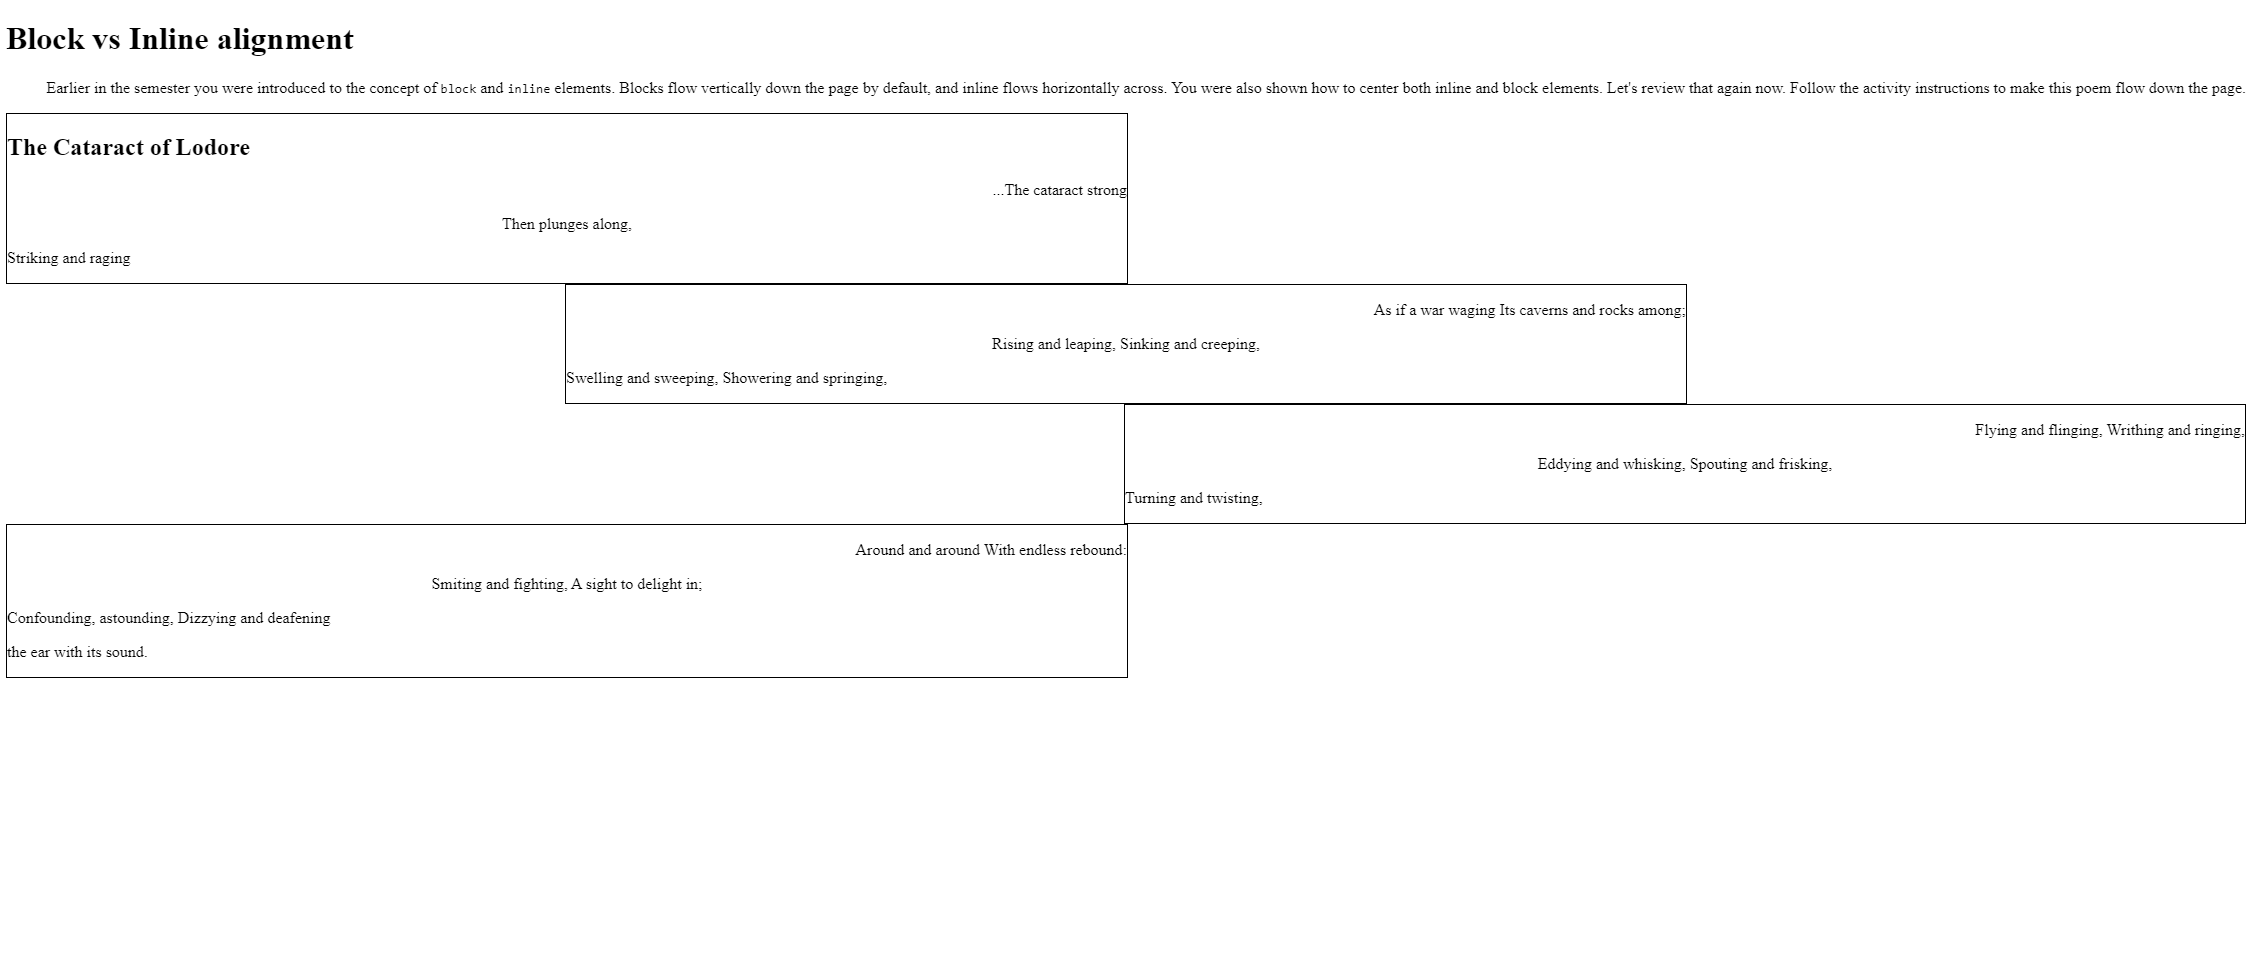 Block vs Inline alignment
Earlier in the semester you were introduced to the concept of block and inline elements. Blocks flow vertically down the page by default, and inline flows horizontally across. You were also shown how to center both inline and block elements. Let's review that again now. Follow the activity instructions to make this poem flow down the page.
The Cataract of Lodore
...The cataract strong
Then plunges along,
Striking and raging
As if a war waging Its caverns and rocks among;
Rising and leaping, Sinking and creeping,
Swelling and sweeping, Showering and springing,
Flying and flinging, Writhing and ringing,
Eddying and whisking, Spouting and frisking,
Turning and twisting,
Around and around With endless rebound:
Smiting and fighting, A sight to delight in;
Confounding, astounding, Dizzying and deafening
the ear with its sound.